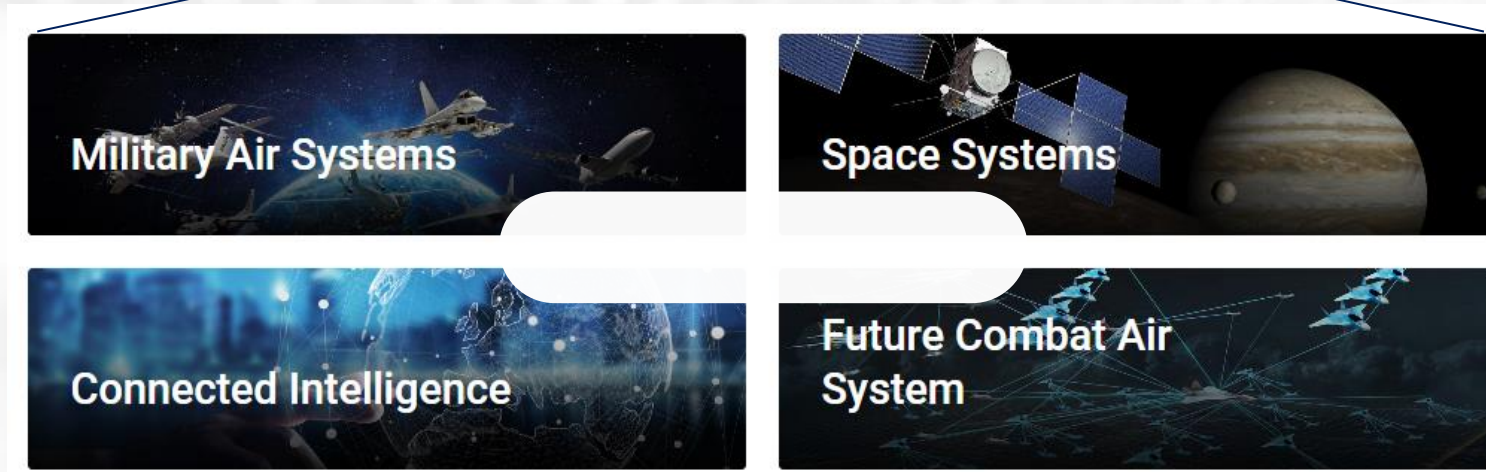 Military Air Systems
Space Systems
Connected Intelligence
Future Combat Air
System